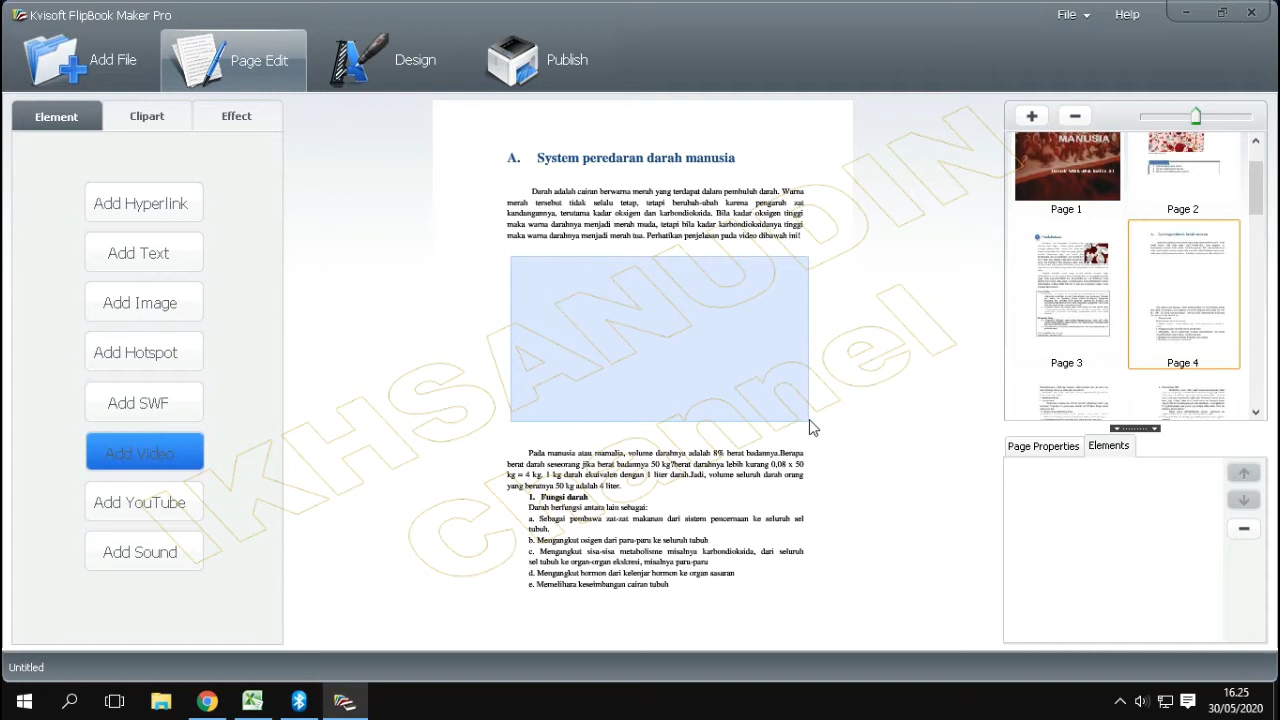 Kvisoft FlipBook Maker Pro
File
Help
Add File
Page Edit
Design
Publish
Element
Clipart
Effect
Add Hyperlink
Add Text
Add Image
Add Hotspot
Add SWF
Add Video
Add YouTube
Add Sound
A. System peredaran darah manusia
Darah adalah cairan berwarna merah yang terdapat dalam pembuluh darah. Warna
merah tersebut tidak selalu tetap, tetapi berubah-ubah karena pengaruh zat
kandungannya, terutama kadar oksigen dan karbondioksida. Bila kadar oksigen tinggi
maka warna darahnya menjadi merah muda, tetapi bila kadar karbondioksidanya tinggi
maka warna darahnya menjadi merah tua. Perhatikan penjelasan pada video dibawah ini!
Pada manusia atau mamalia, volume darahnya adalah 8% berat badannya.Berapa
berat darah seseorang jika berat badannya 50 kg?berat darahnya lebih kurang 0,08 x 50
kg = 4 kg. 1 kg darah ekuivalen dengan 1 liter darah.Jadi, volume seluruh darah orang
yang beratnya 50 kg adalah 4 liter.
1. Fungsi darah
Darah berfungsi antara lain sebagai:
a. Sebagai pembawa zat-zat makanan dari sistem pencernaan ke seluruh sel
tubuh.
b. Mengangkut osigen dari paru-paru ke seluruh tubuh
c. Mengangkut sisa-sisa metabolisme misalnya karbondioksida, dari seluruh
sel tubuh ke organ-organ ekskresi, misalnya paru-paru
d. Mengangkut hormon dari kelenjar hormon ke organ sasaran
e. Memelihara keseimbangan cairan tubuh
Channel
MANUSIA
Page 1
Page 2
Page 3
Page 4
Page Properties
Elements
Untitled
16.25
30/05/2020